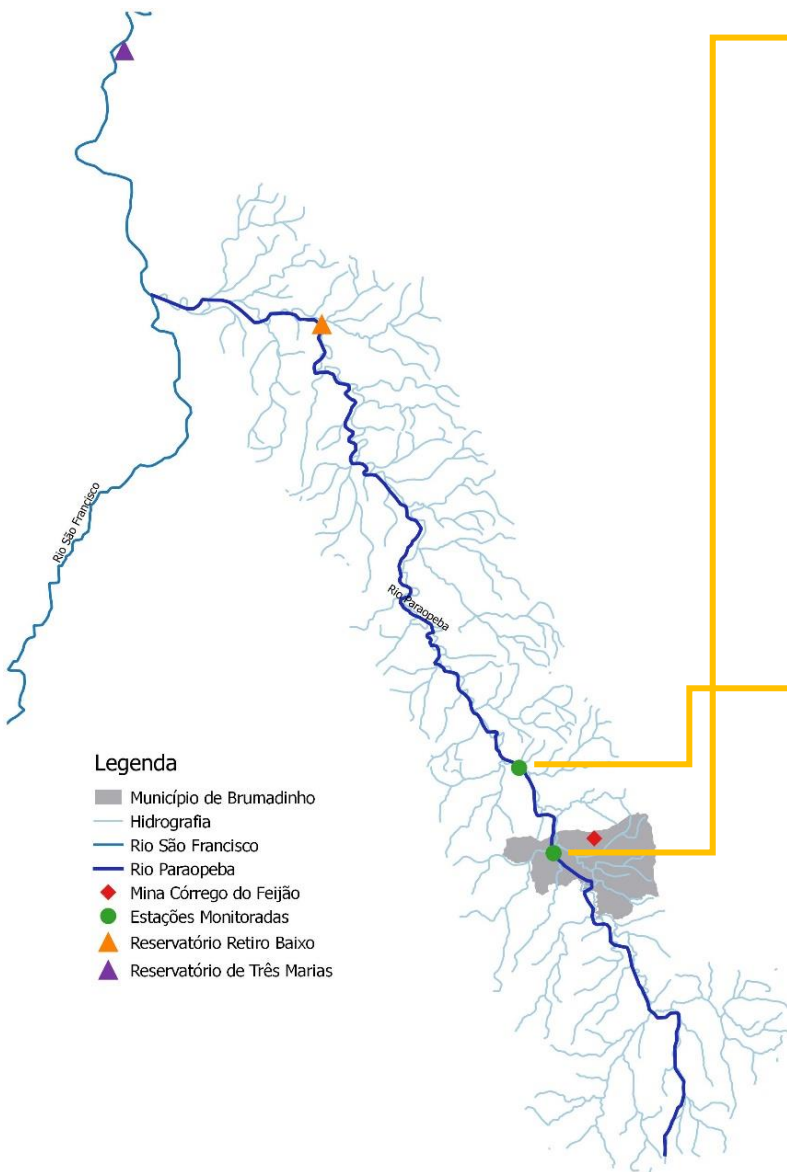 Rio São Francisco
Rio Paraopeba
Legenda
Município de Brumadinho
Hidrografia
Rio São Francisco
Rio Paraopeba
Mina Córrego do Feijão
Estações Monitoradas
Reservatório Retiro Baixo
Reservatório de Três Marias